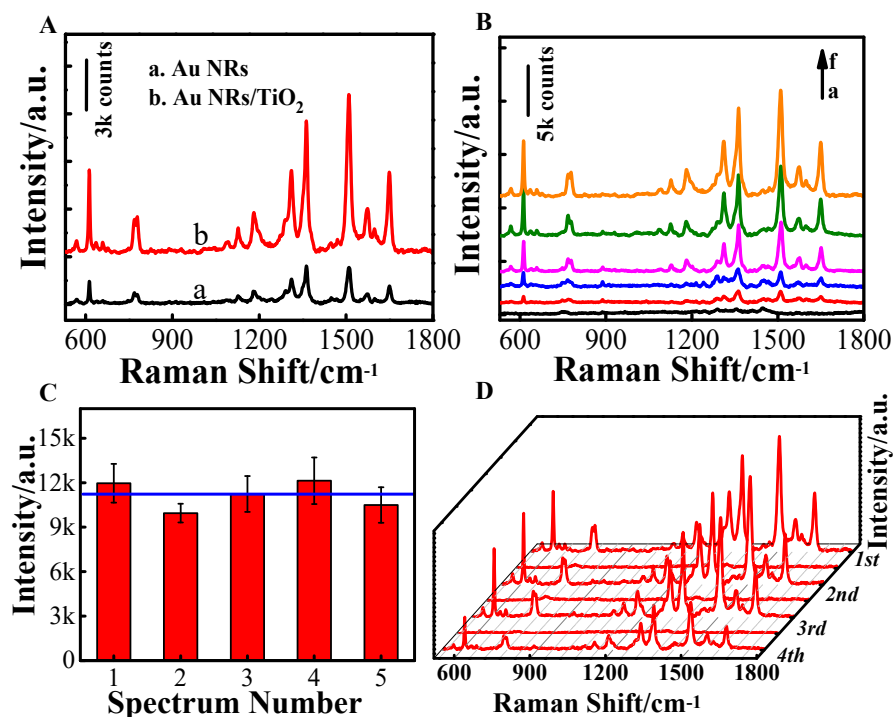 A
3k counts
a. Au NRs
b. Au NRs/TiO2
b
a
Intensity/a.u.
600 900 1200 1500 1800
Raman Shift/cm-1
B
5k counts
f
a
Intensity/a.u.
600 900 1200 1500 1800
Raman Shift/cm-1
C
Intensity/a.u.
15k
12k
9k
6k
3k
0
1 2 3 4 5
Spectrum Number
D
Intensity/a.u.
1st
2nd
3rd
4th
600 900 1200 1500 1800
Raman Shift/cm-1